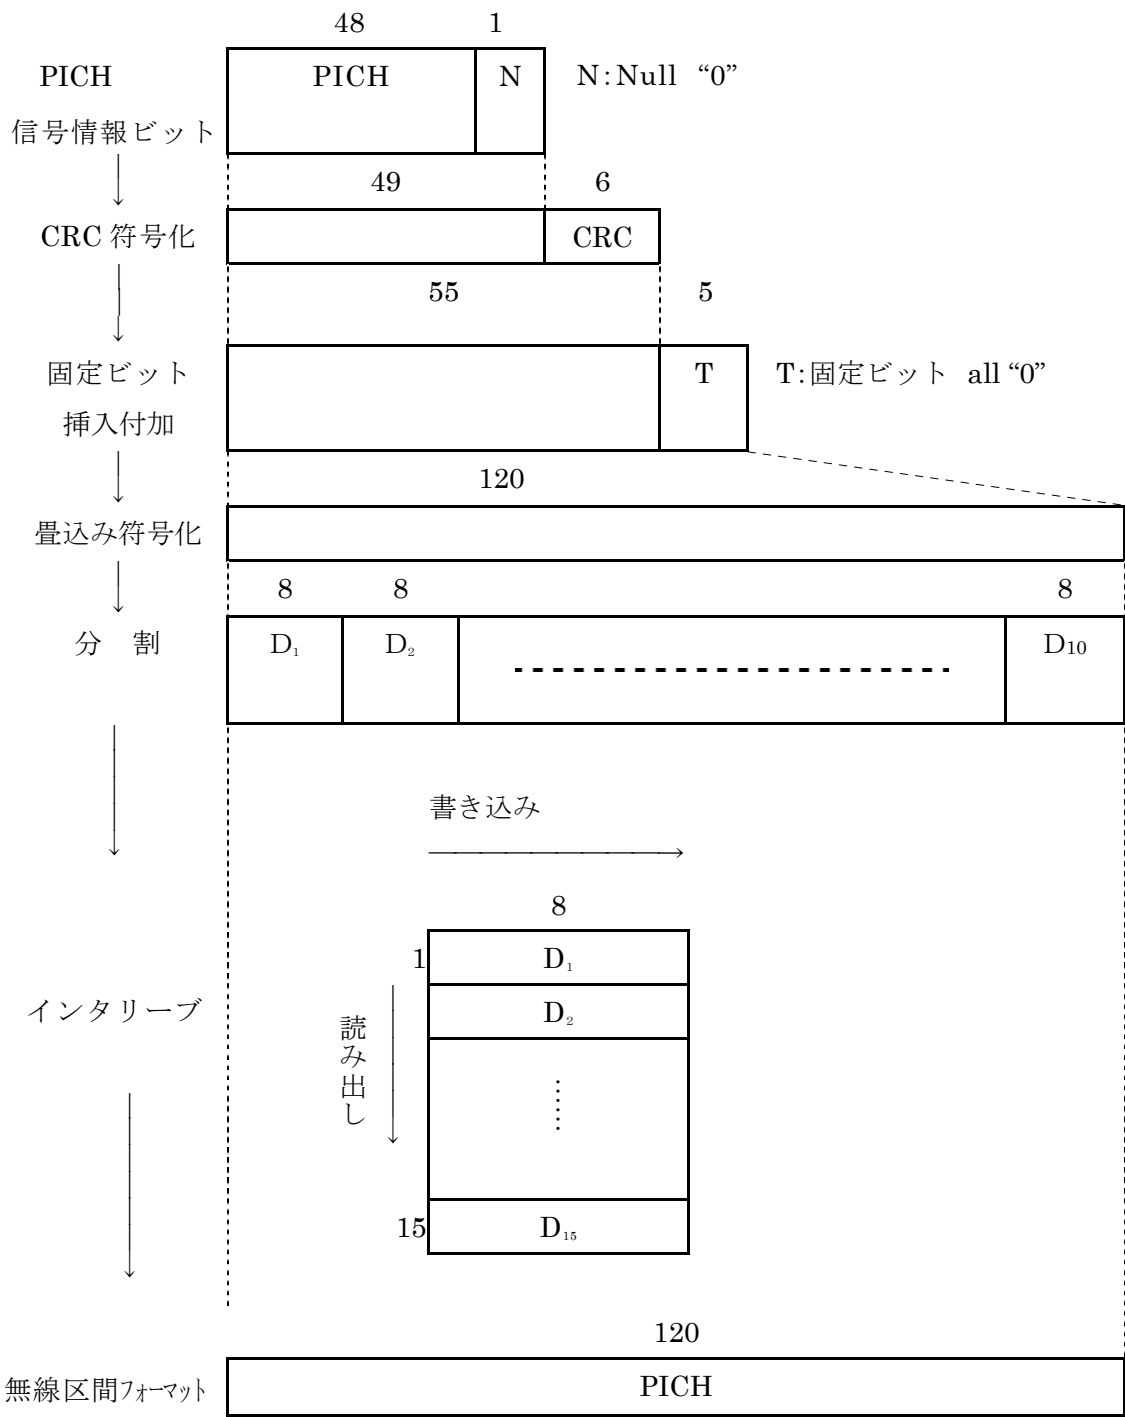 48 1
PICH PICH N N:Null “0”
信号情報ビット
49 6
CRC 符号化 CRC
55 5
固定ビット T T:固定ビット all “0”
挿入付加
120
畳込み符号化
8 8 8
分 割 D₁ D₂ D10
書き込み
8
1 D₁
インタリーブ D₂
読み出し
15 D₁₅
120
無線区間フォーマット PICH